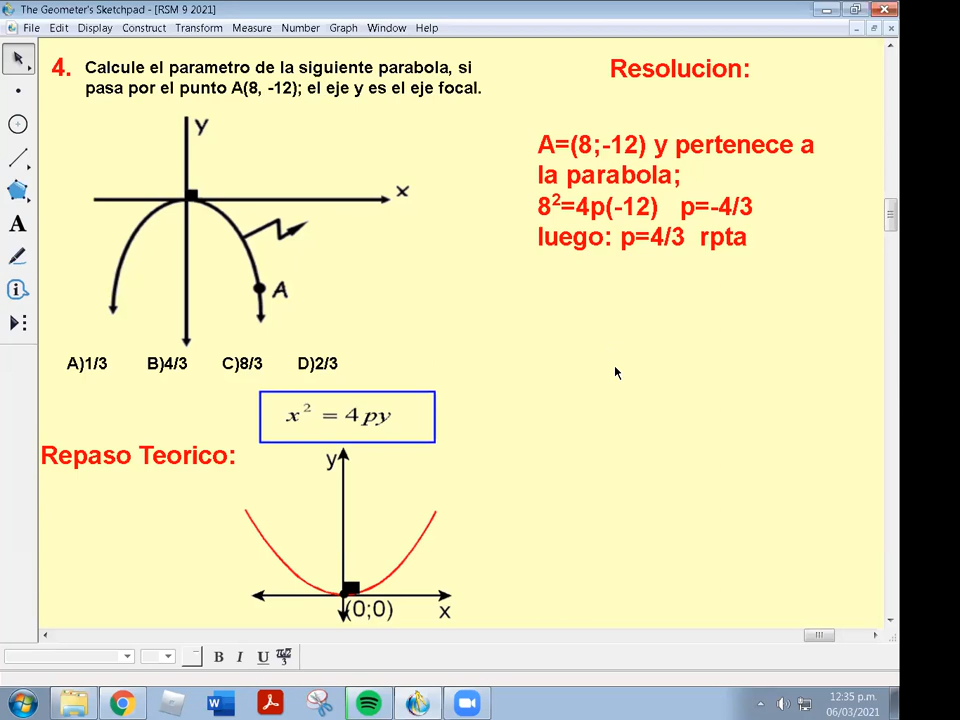 The Geometer's Sketchpad - [RSM 9 2021]
File Edit Display Construct Transform Measure Number Graph Window Help
4. Calcule el parametro de la siguiente parabola, si
pasa por el punto A(8, -12); el eje y es el eje focal.
Resolucion:
A=(8;-12) y pertenece a
la parabola;
8²=4p(-12) p=-4/3
luego: p=4/3 rpta
y
x
A
A)1/3 B)4/3 C)8/3 D)2/3
x² = 4py
Repaso Teorico:
y
(0;0)
x
B I U
12:35 p.m.
06/03/2021